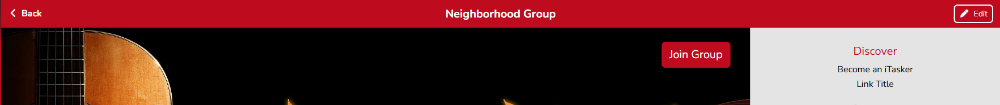 Back
Neighborhood Group
Edit
Join Group
Discover
Become an iTasker
Link Title